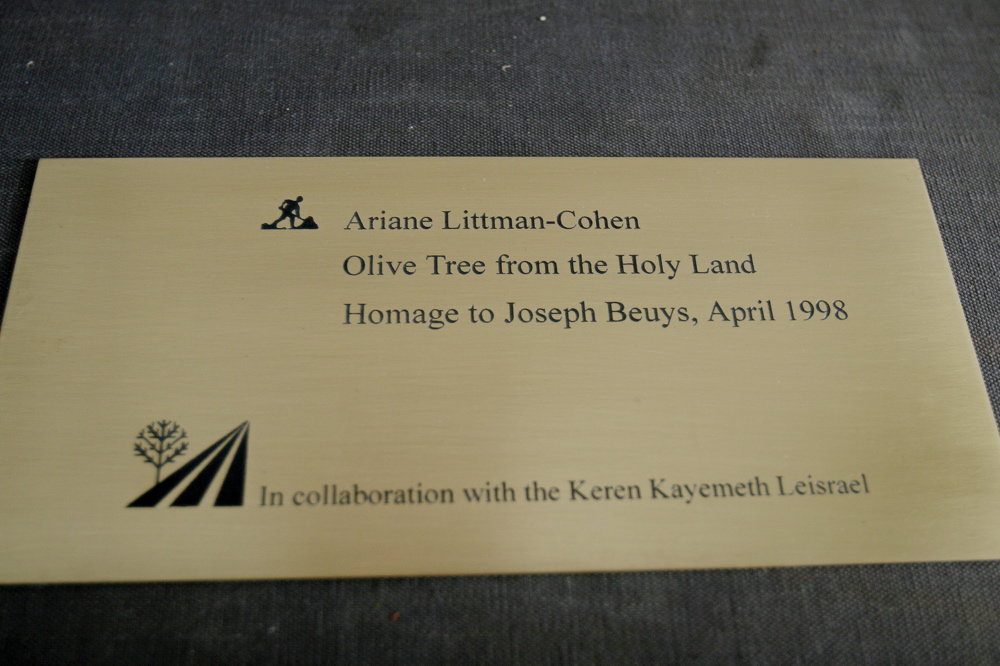 Ariane Littman-Cohen
Olive Tree from the Holy Land
Homage to Joseph Beuys, April 1998
In collaboration with the Keren Kayemeth Leisrael